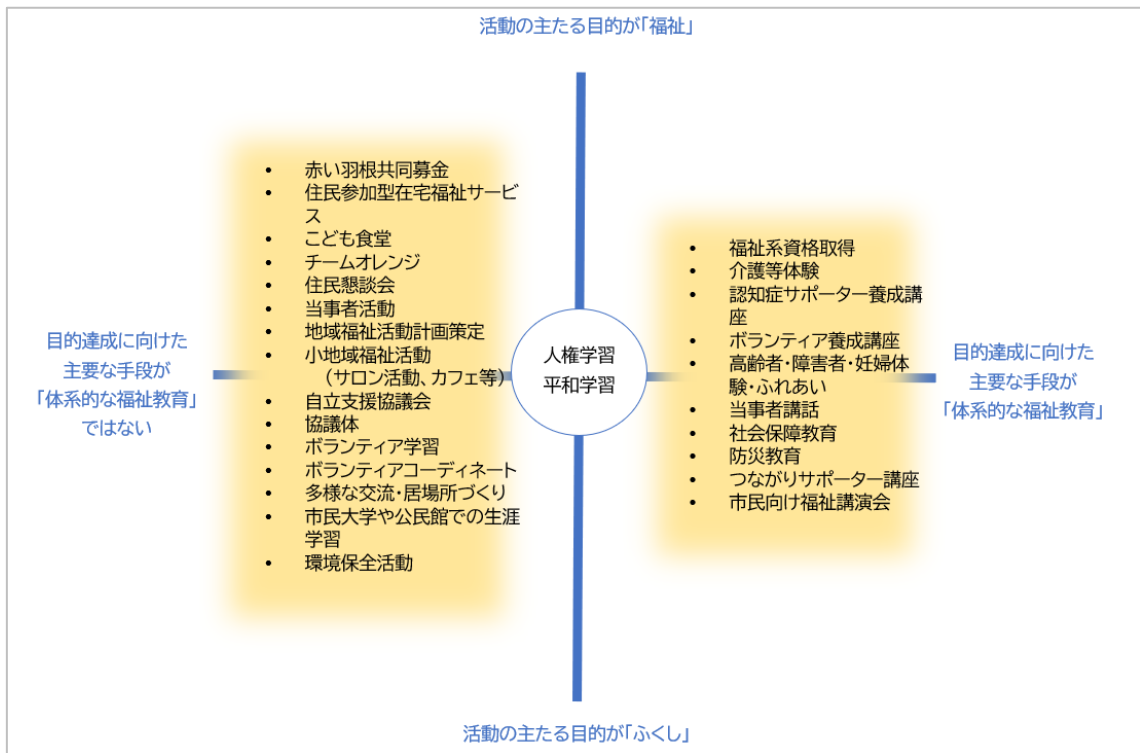 活動の主たる目的が「福祉」
• 赤い羽根共同募金
• 住民参加型在宅福祉サービ
ス
• こども食堂
• チームオレンジ
• 住民懇談会
• 当事者活動
• 地域福祉活動計画策定
• 小地域福祉活動
（サロン活動、カフェ等）
• 自立支援協議会
• 協議体
• ボランティア学習
• ボランティアコーディネート
• 多様な交流・居場所づくり
• 市民大学や公民館での生涯
学習
• 環境保全活動
目的達成に向けた
主要な手段が
「体系的な福祉教育」
ではない
人権学習
平和学習
• 福祉系資格取得
• 介護等体験
• 認知症サポーター養成講
座
• ボランティア養成講座
• 高齢者・障害者・妊婦体
験・ふれあい
• 当事者講話
• 社会保障教育
• 防災教育
• つながりサポーター講座
• 市民向け福祉講演会
目的達成に向けた
主要な手段が
「体系的な福祉教育」
活動の主たる目的が「ふくし」